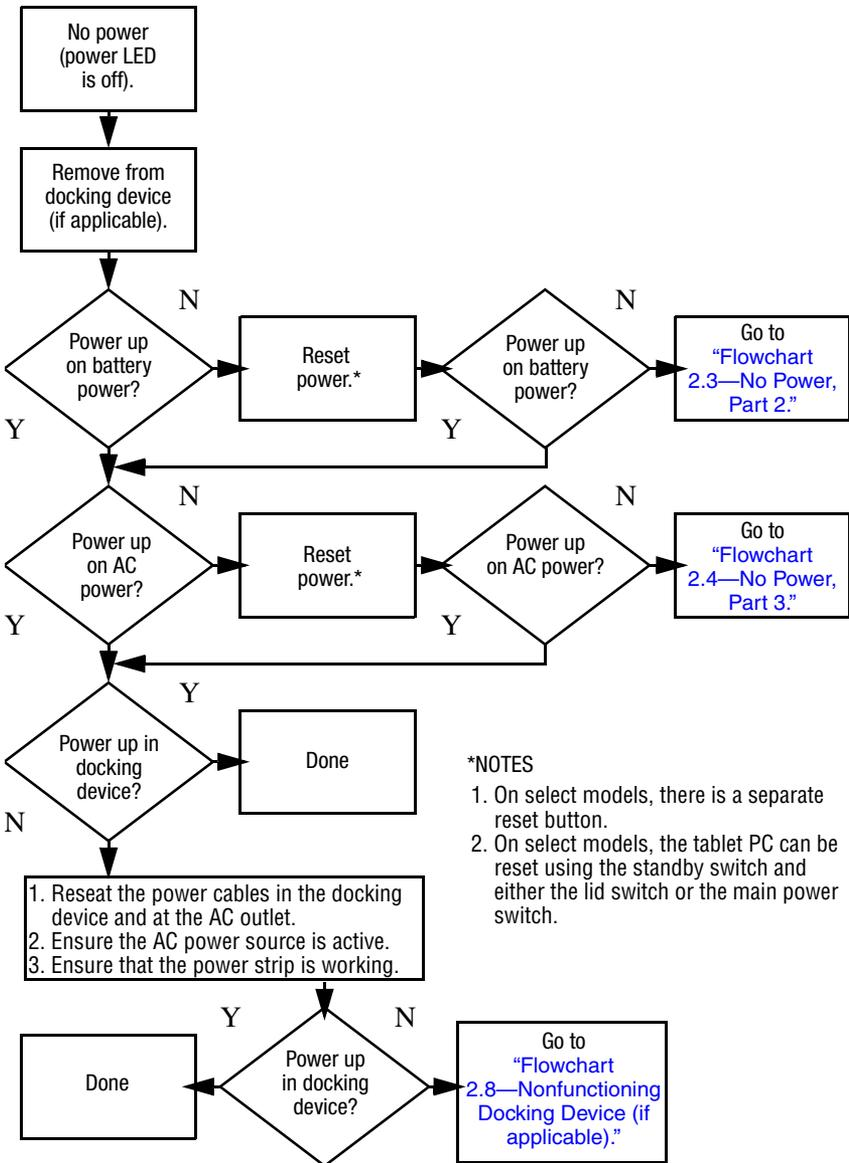 No power
(power LED
is off).
Remove from
docking device
(if applicable).
N
Power up
on battery
power?
Y
Reset
power.*
N
Power up
on battery
power?
Y
Go to
“Flowchart
2.3—No Power,
Part 2.”
N
Power up
on AC
power?
Y
Reset
power.*
N
Power up
on AC power?
Y
Go to
“Flowchart
2.4—No Power,
Part 3.”
Y
Power up in
docking
device?
N
Done
*NOTES
1. On select models, there is a separate
reset button.
2. On select models, the tablet PC can be
reset using the standby switch and
either the lid switch or the main power
switch.
1. Reseat the power cables in the docking
device and at the AC outlet.
2. Ensure the AC power source is active.
3. Ensure that the power strip is working.
Done
Y
Power up
in docking
device?
N
Go to
“Flowchart
2.8—Nonfunctioning
Docking Device (if
applicable).”